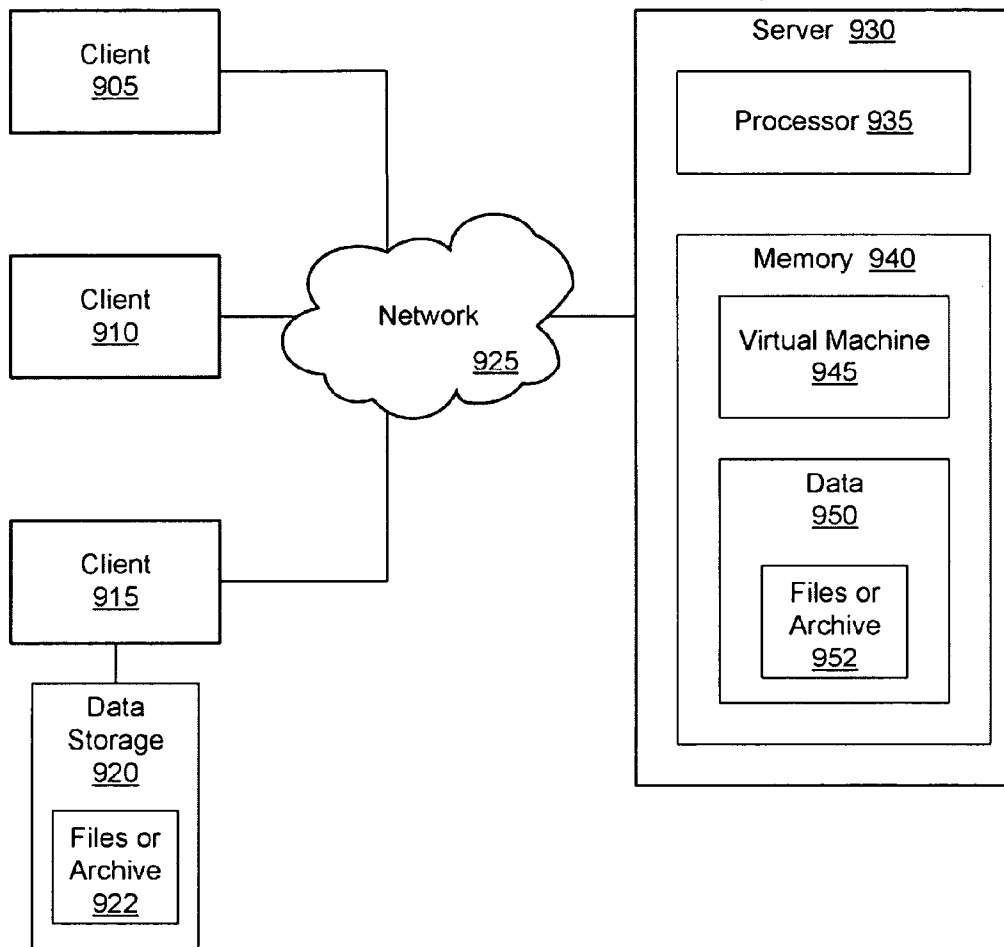 Client
905
Client
910
Client
915
Data
Storage
920
Files or
Archive
922
Network
925
Server 930
Processor 935
Memory 940
Virtual Machine
945
Data
950
Files or
Archive
952